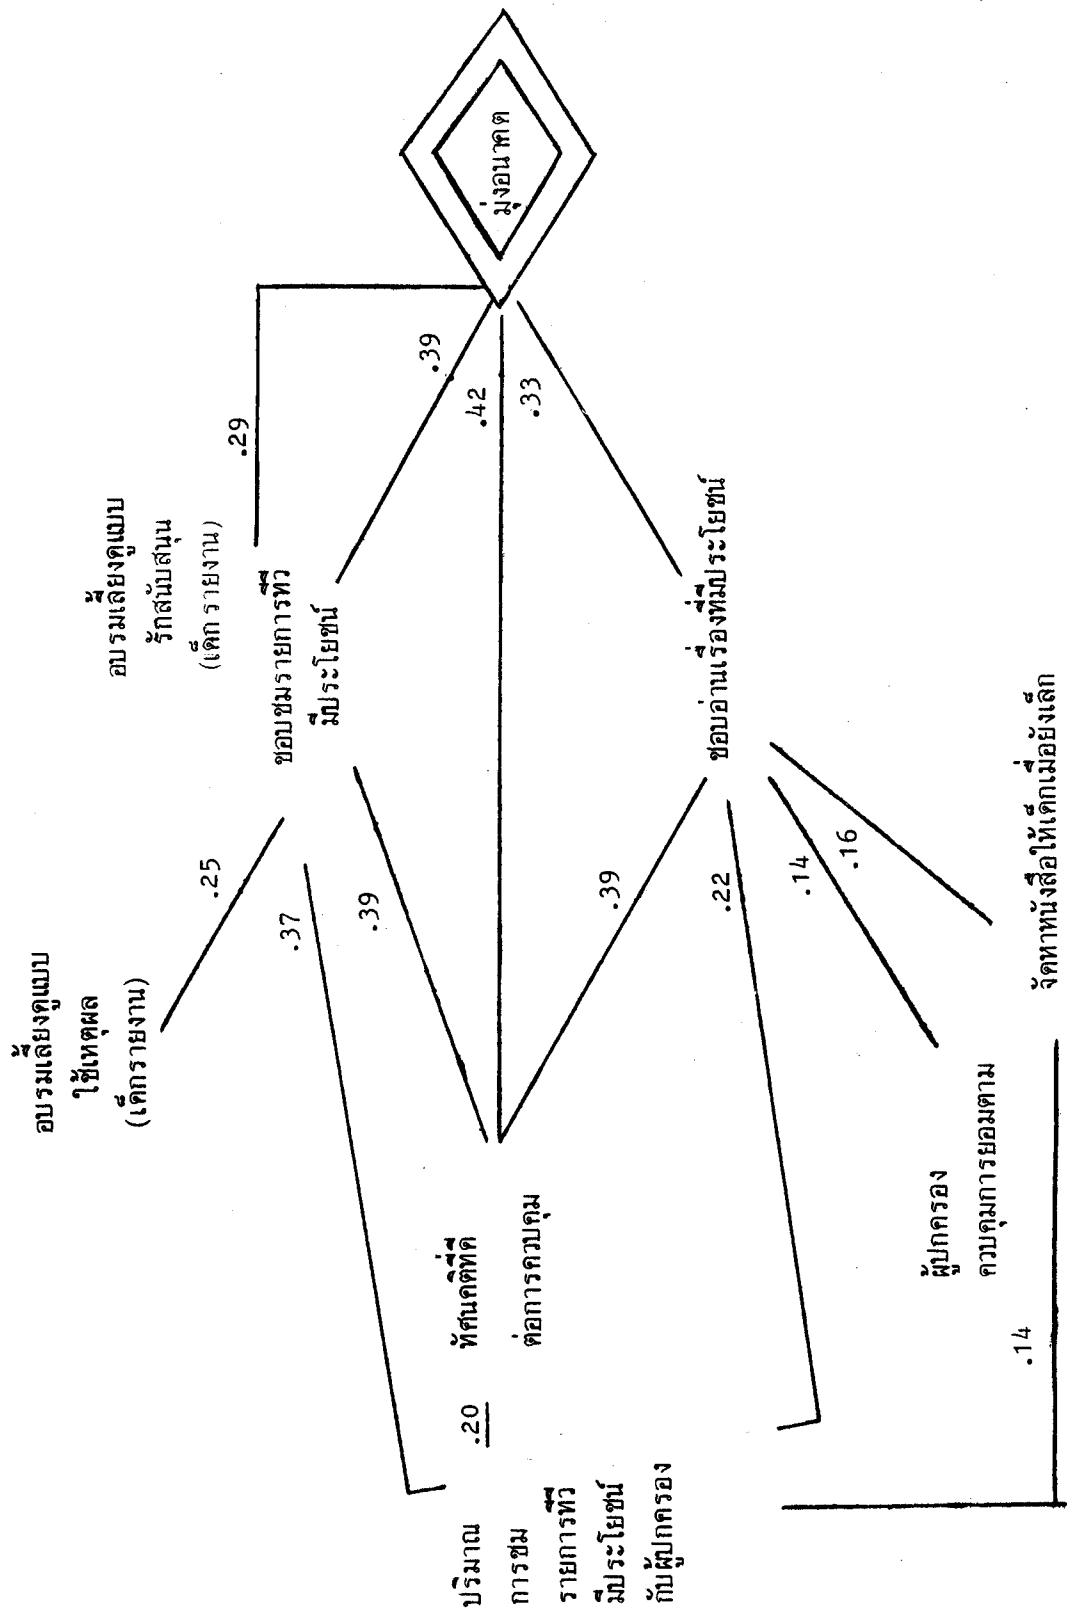 อบรมเลี้ยงดูแบบ
ใช้เหตุผล
(เด็กรายงาน)
อบรมเลี้ยงดูแบบ
รักสนับสนุน
(เด็กรายงาน)
.29
.25
ชอบชมรายการทีวี
มีประโยชน์
.37
.39
.39
ปริมาณ
การชม
รายการทีวี
มีประโยชน์
กับผู้ปกครอง
.20
ทัศนคติที่ดี
ต่อการควบคุม
.42
มุ่งอนาคต
.33
.39
ชอบอ่านเรื่องที่มีประโยชน์
.22
.14
.16
ผู้ปกครอง
ควบคุมการยอมตาม
.14
จัดหาหนังสือให้เด็กเมื่อยังเล็ก